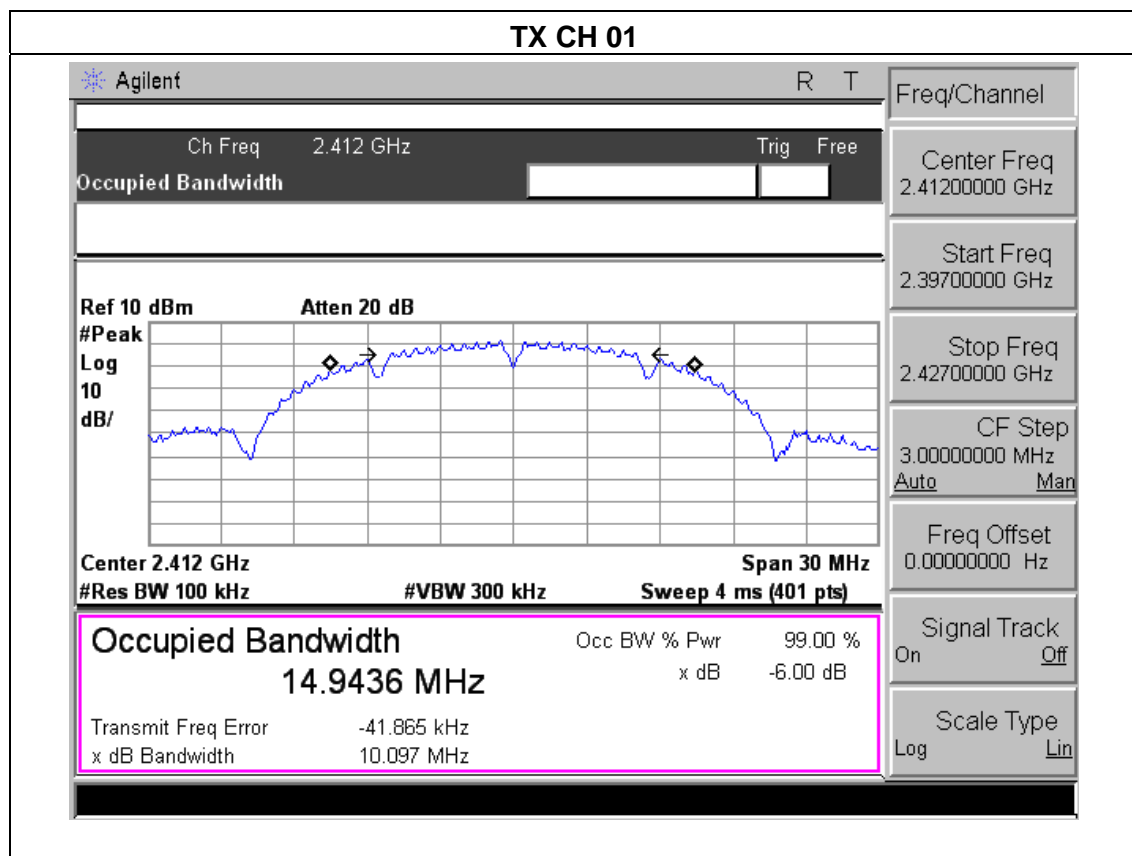 TX CH 01
Agilent R T
Ch Freq 2.412 GHz Trig Free
Occupied Bandwidth
Ref 10 dBm Atten 20 dB
#Peak
Log
10
dB/
Center 2.412 GHz Span 30 MHz
#Res BW 100 kHz #VBW 300 kHz Sweep 4 ms (401 pts)
Occupied Bandwidth
14.9436 MHz
Occ BW % Pwr 99.00 %
x dB -6.00 dB
Transmit Freq Error -41.865 kHz
x dB Bandwidth 10.097 MHz
Freq/Channel
Center Freq
2.41200000 GHz
Start Freq
2.39700000 GHz
Stop Freq
2.42700000 GHz
CF Step
3.00000000 MHz
Auto Man
Freq Offset
0.00000000 Hz
Signal Track
On Off
Scale Type
Log Lin